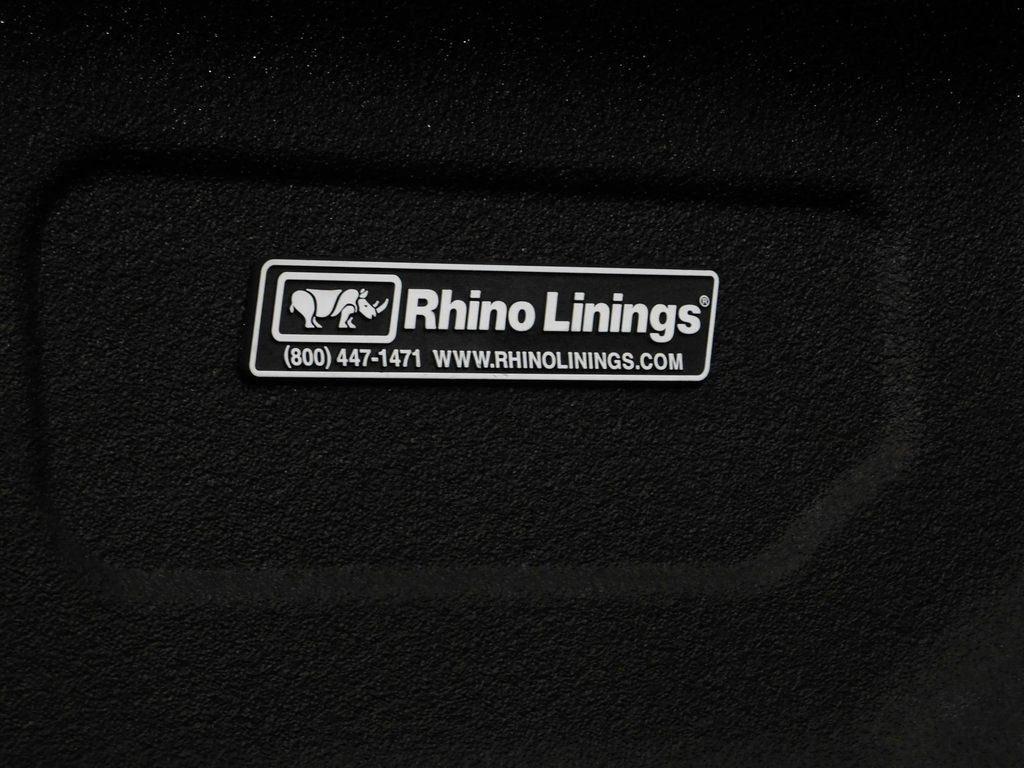 Rhino Linings®
(800) 447-1471 WWW.RHINOLININGS.COM